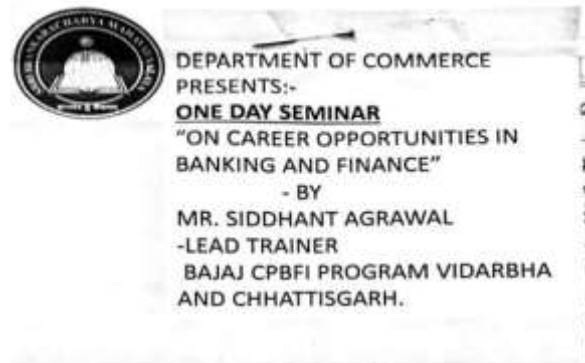 DEPARTMENT OF COMMERCE
PRESENTS:-
ONE DAY SEMINAR
"ON CAREER OPPORTUNITIES IN
BANKING AND FINANCE"
- BY
MR. SIDDHANT AGRAWAL
-LEAD TRAINER
BAJAJ CPBFI PROGRAM VIDARBHA
AND CHHATTISGARH.